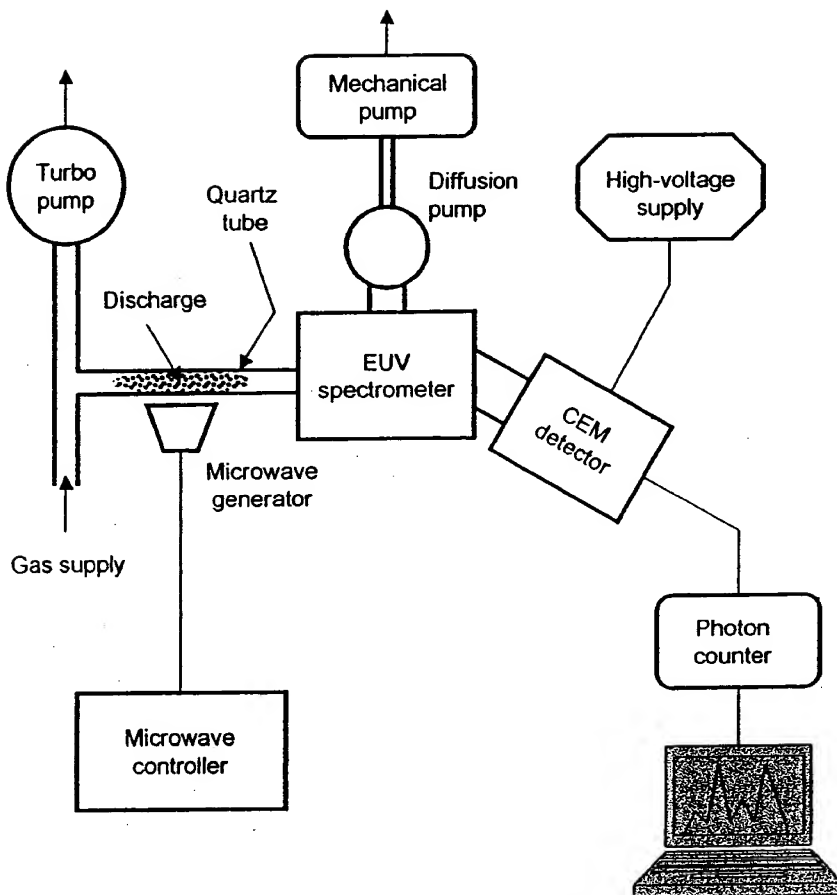 Mechanical
pump
Turbo
pump
Quartz
tube
Diffusion
pump
High-voltage
supply
Discharge
EUV
spectrometer
CEM
detector
Microwave
generator
Gas supply
Photon
counter
Microwave
controller